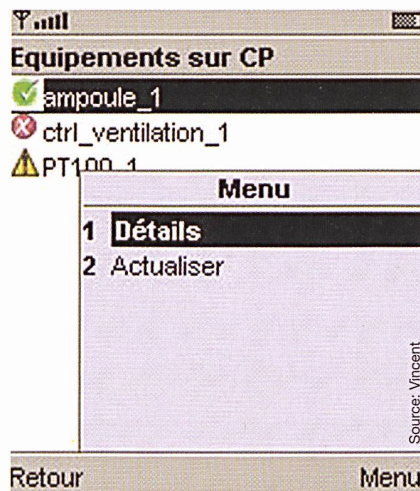 Equipements sur CP
ampoule_1
ctrl_ventilation_1
PT100_1
Menu
1 Détails
2 Actualiser
Source: Vincent
Retour Menu